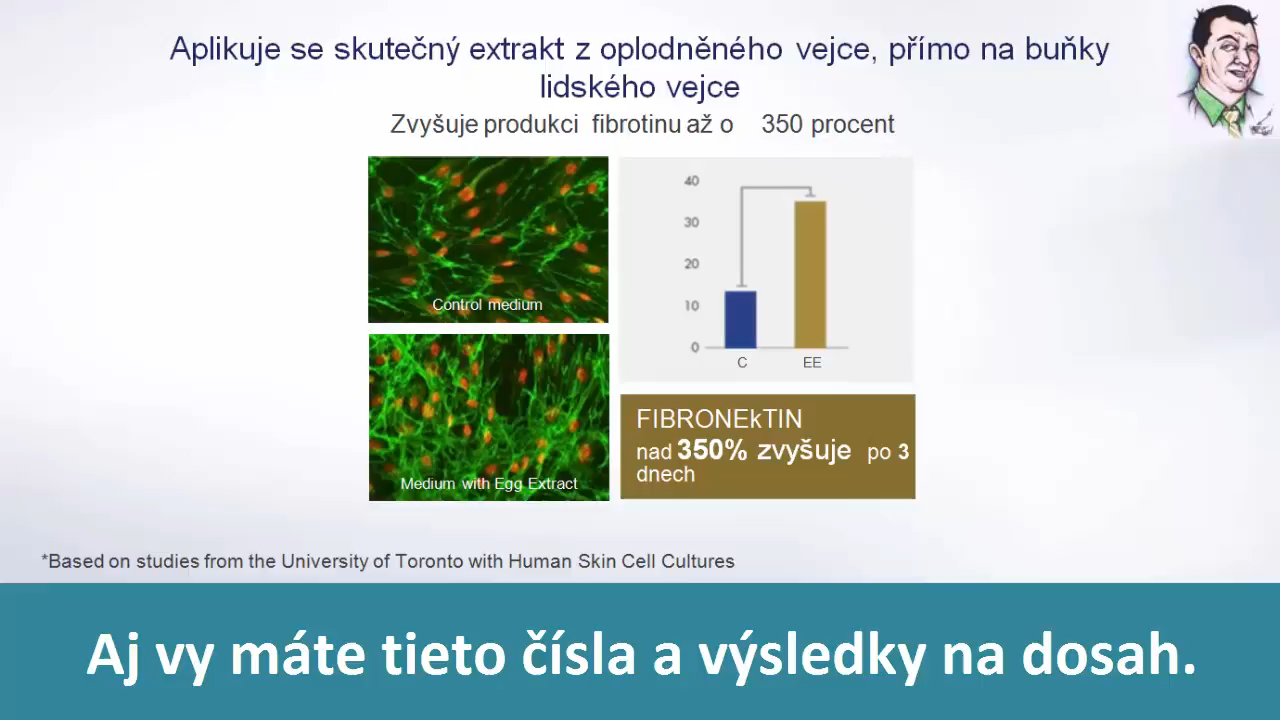 Aplikuje se skutečný extrakt z oplodněného vejce, přímo na buňky
lidského vejce
Zvyšuje produkci fibrotinu až o 350 procent
Control medium
Medium with Egg Extract
40
30
20
10
0
C EE
FIBRONEkTIN
nad 350% zvyšuje po 3
dnech
*Based on studies from the University of Toronto with Human Skin Cell Cultures
Aj vy máte tieto čísla a výsledky na dosah.